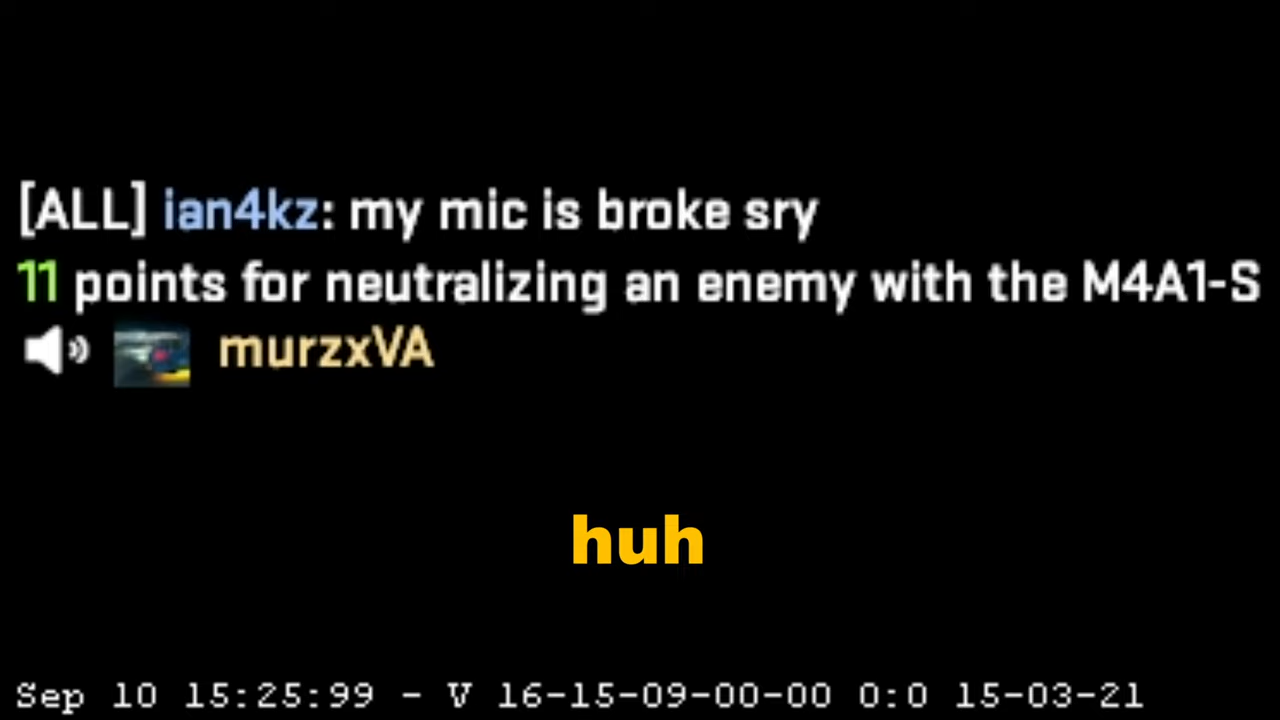 [ALL] ian4kz: my mic is broke sry
11 points for neutralizing an enemy with the M4A1-S
murzxVA
huh
Sep 10 15:25:99 - V 16-15-09-00-00 0:0 15-03-21